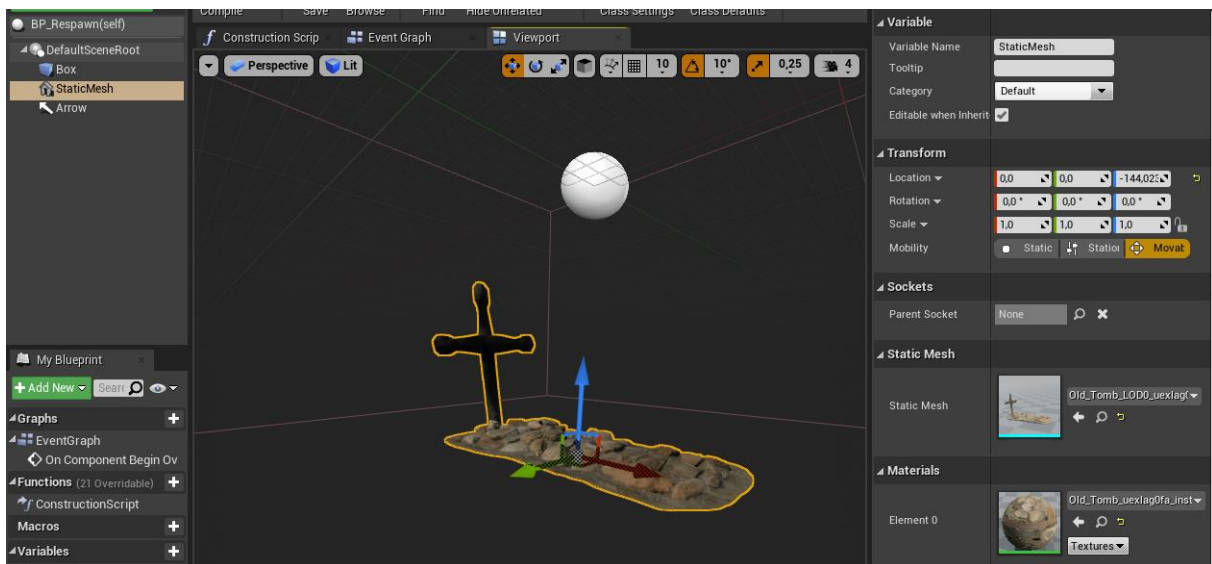 Compile Save Browse Find Hide Unrelated Class Settings Class Defaults
BP_Respawn(self)
DefaultSceneRoot
Box
StaticMesh
Arrow
Construction Scrip
Event Graph
Viewport
Perspective
Lit
10
10°
0,25
4
My Blueprint
+ Add New
Searc
Graphs
EventGraph
On Component Begin Ov
Functions (21 Overridable)
ConstructionScript
Macros
Variables
Variable
Variable Name StaticMesh
Tooltip
Category Default
Editable when Inherit
Transform
Location 0,0 0,0 -144,023
Rotation 0,0 ° 0,0 ° 0,0 °
Scale 1,0 1,0 1,0
Mobility Static Station Movab
Sockets
Parent Socket None
Static Mesh
Static Mesh Old_Tomb_LOD0_uexlag0
Materials
Element 0 Old_Tomb_uexlag0fa_inst
Textures